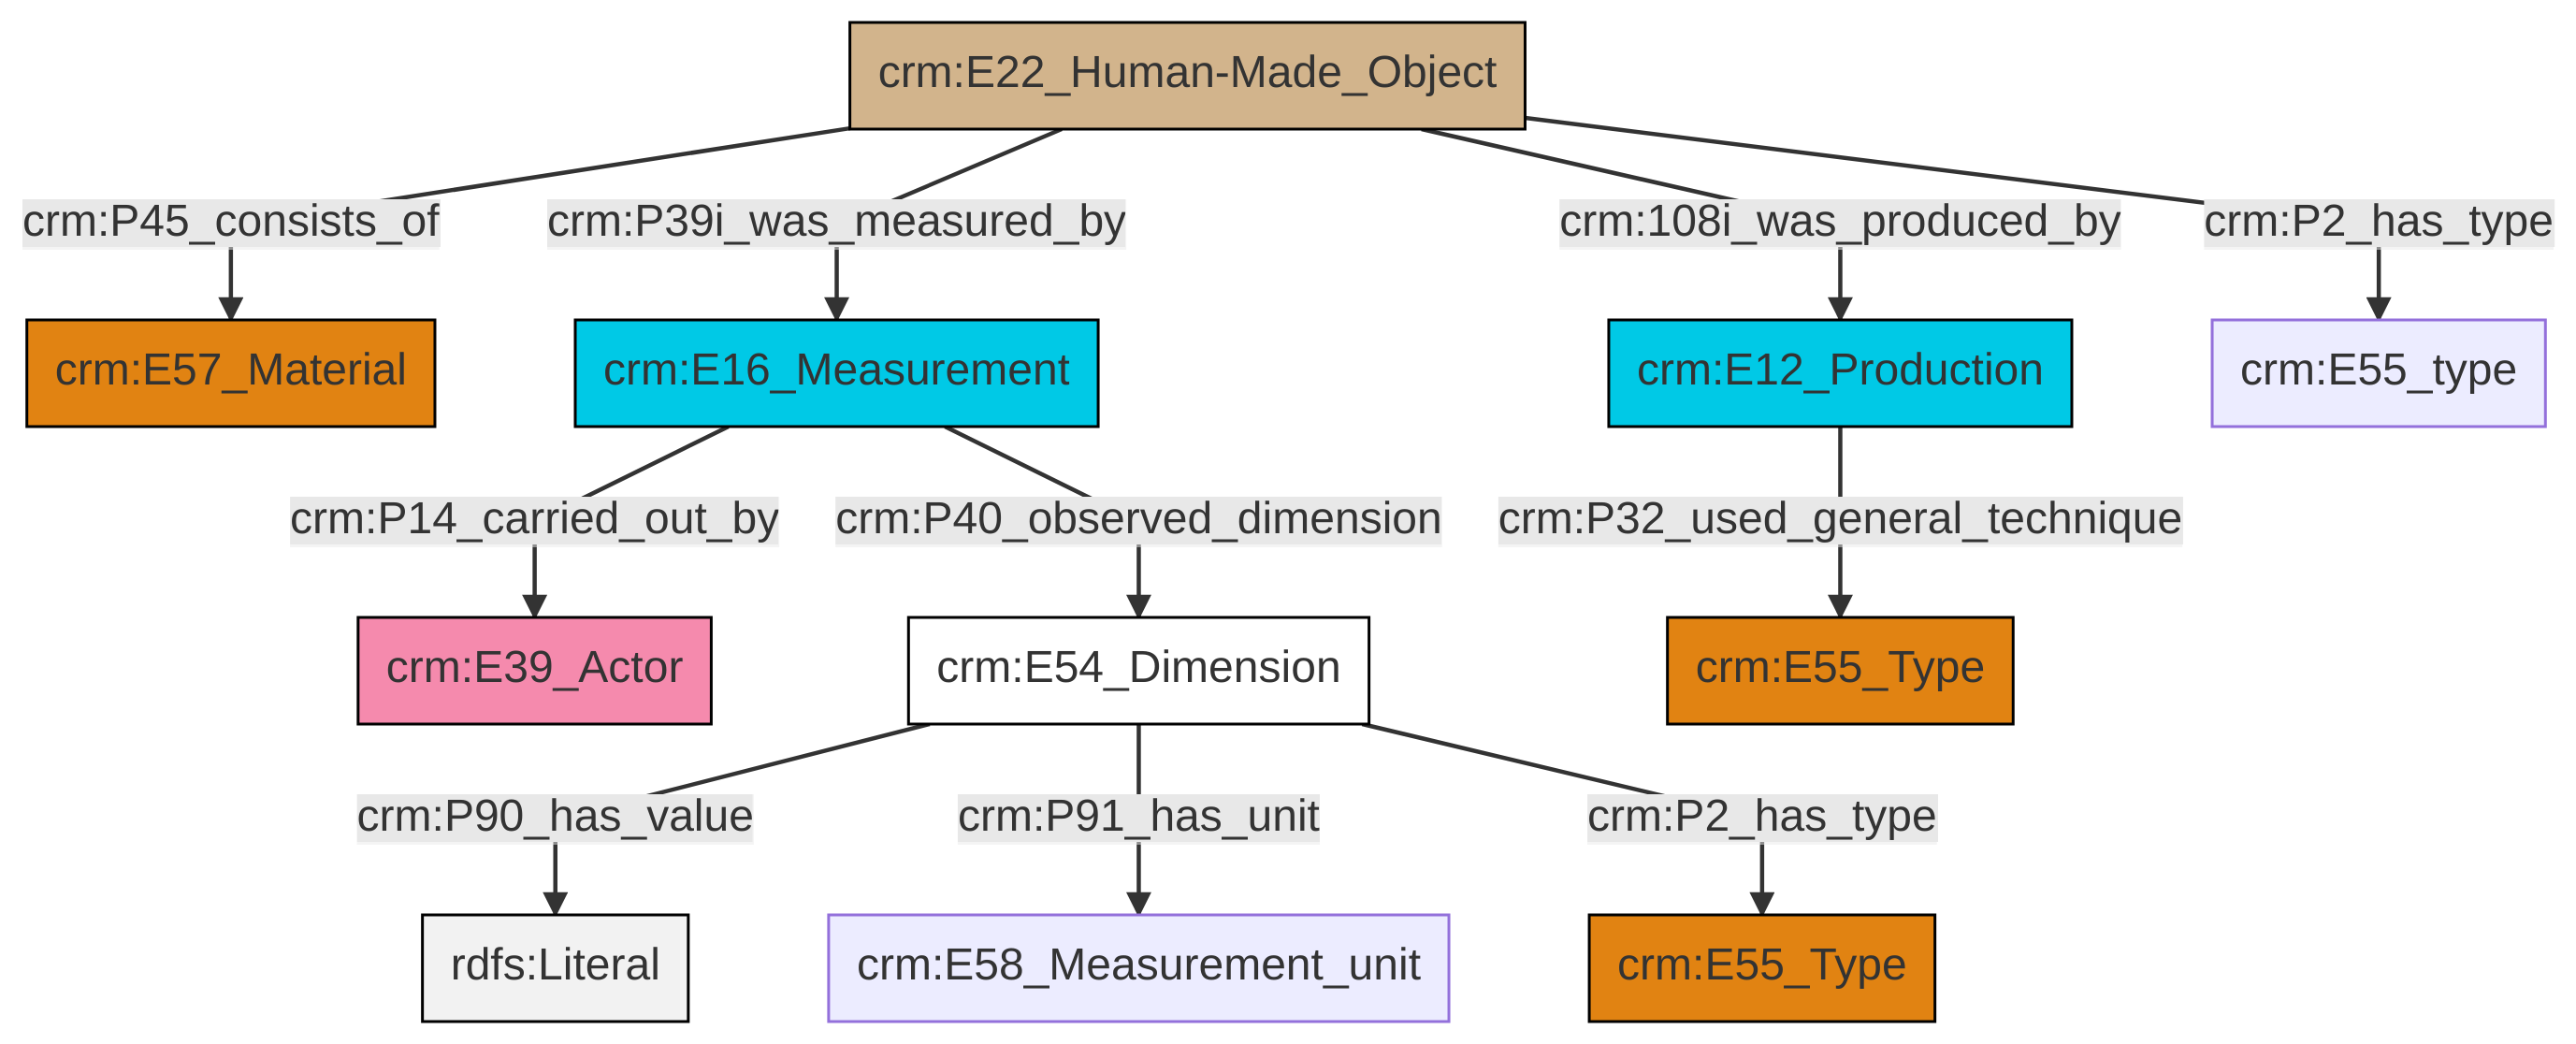 crm:E22_Human-Made_Object
crm:P45_consists_of
crm:P39i_was_measured_by
crm:108i_was_produced_by
crm:P2_has_type
crm:E57_Material
crm:E16_Measurement
crm:E12_Production
crm:E55_type
crm:P14_carried_out_by
crm:P40_observed_dimension
crm:P32_used_general_technique
crm:E39_Actor
crm:E54_Dimension
crm:E55_Type
crm:P90_has_value
crm:P91_has_unit
crm:P2_has_type
rdfs:Literal
crm:E58_Measurement_unit
crm:E55_Type